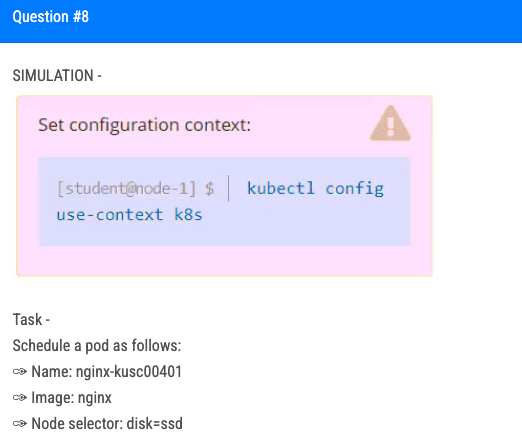 Question #8
SIMULATION -
Set configuration context:
[student@node-1] $ | kubectl config
use-context k8s
Task -
Schedule a pod as follows:
✑ Name: nginx-kusc00401
✑ Image: nginx
✑ Node selector: disk=ssd